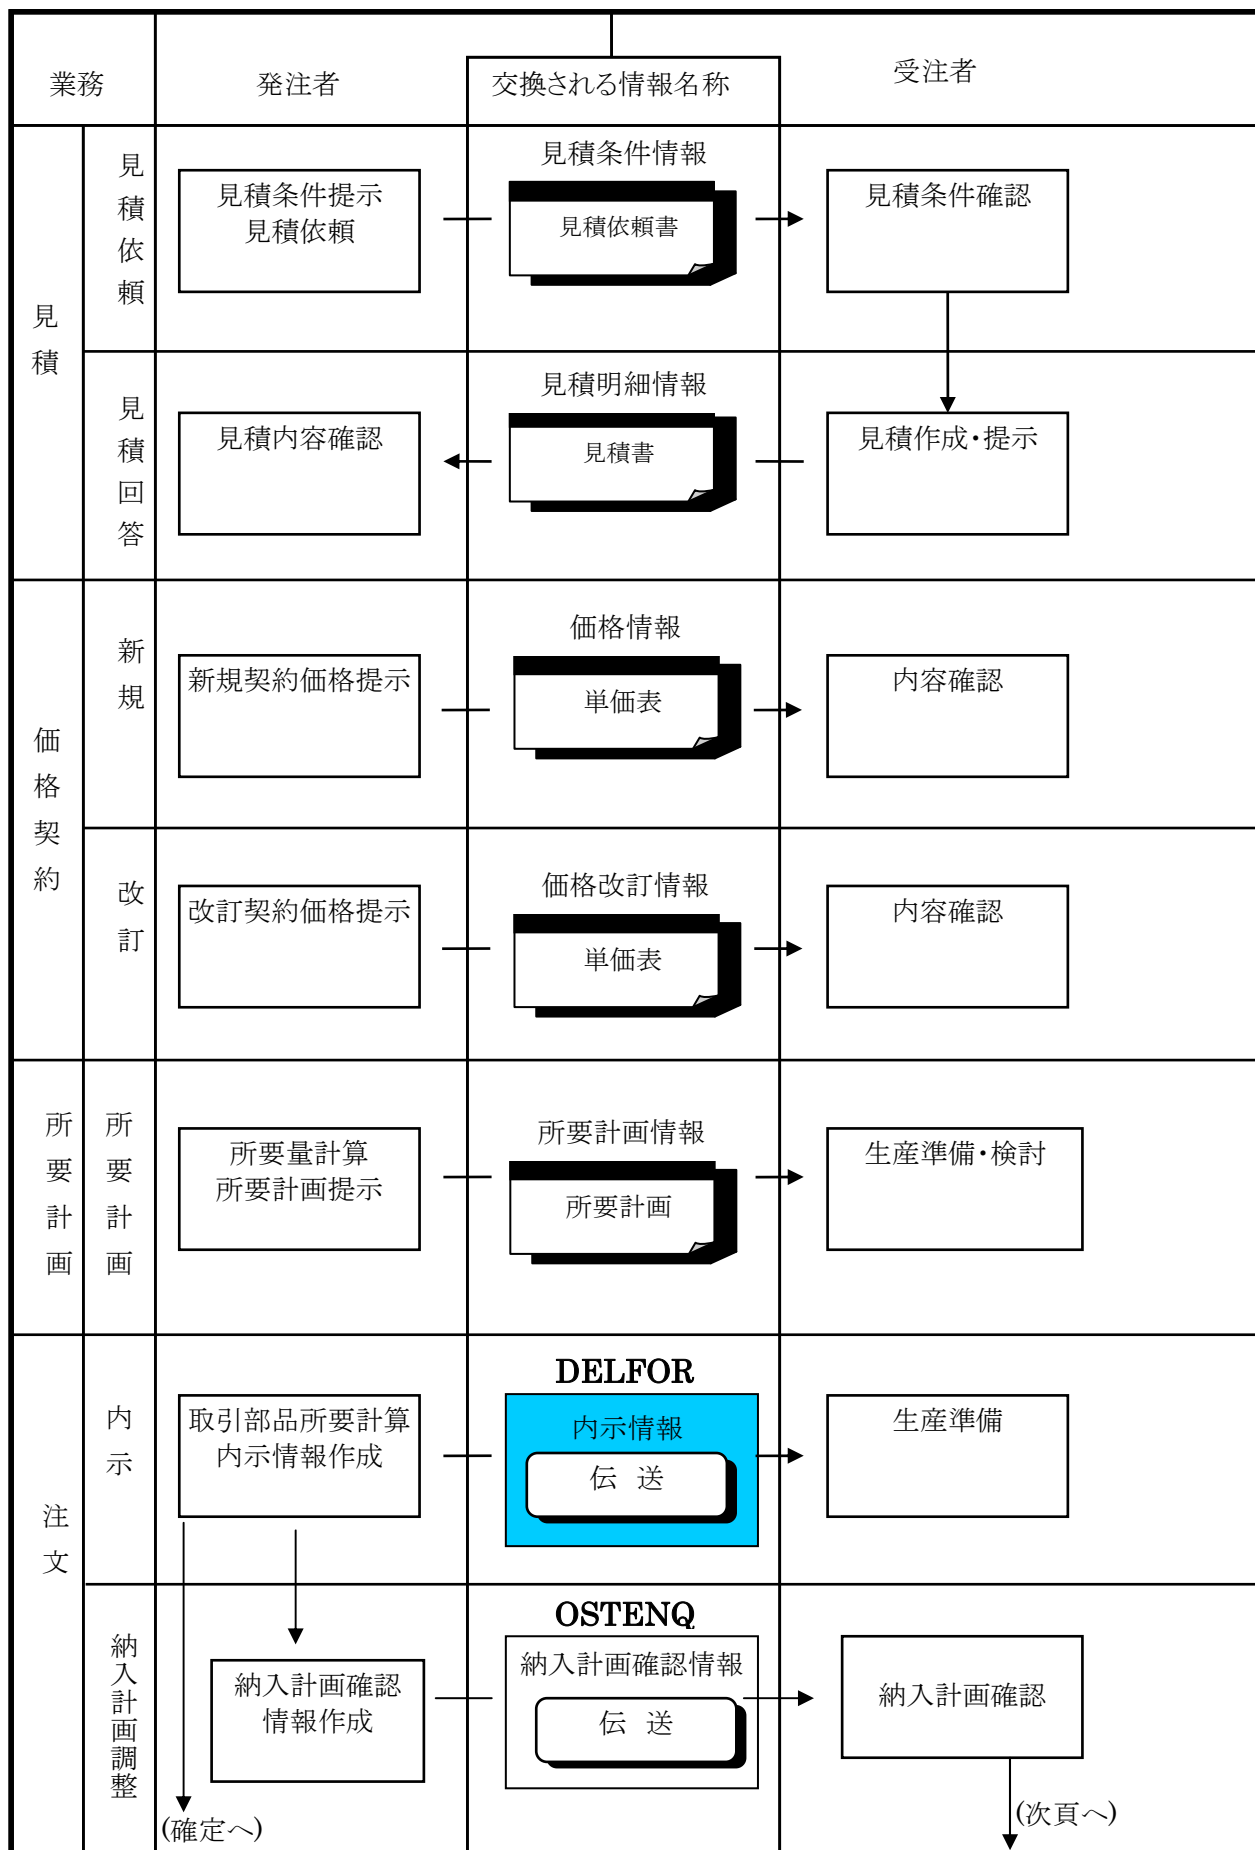 業務
発注者
交換される情報名称
受注者
見積
見積依頼
見積条件提示
見積依頼
見積条件情報
見積依頼書
見積条件確認
見積回答
見積内容確認
見積明細情報
見積書
見積作成・提示
価格契約
新規
新規契約価格提示
価格情報
単価表
内容確認
改訂
改訂契約価格提示
価格改訂情報
単価表
内容確認
所要計画
所要計画
所要量計算
所要計画提示
所要計画情報
所要計画
生産準備・検討
注文
内示
取引部品所要計算
内示情報作成
DELFOR
内示情報
伝 送
生産準備
納入計画調整
納入計画確認
情報作成
OSTENQ
納入計画確認情報
伝 送
納入計画確認
(確定へ)
(次頁へ)